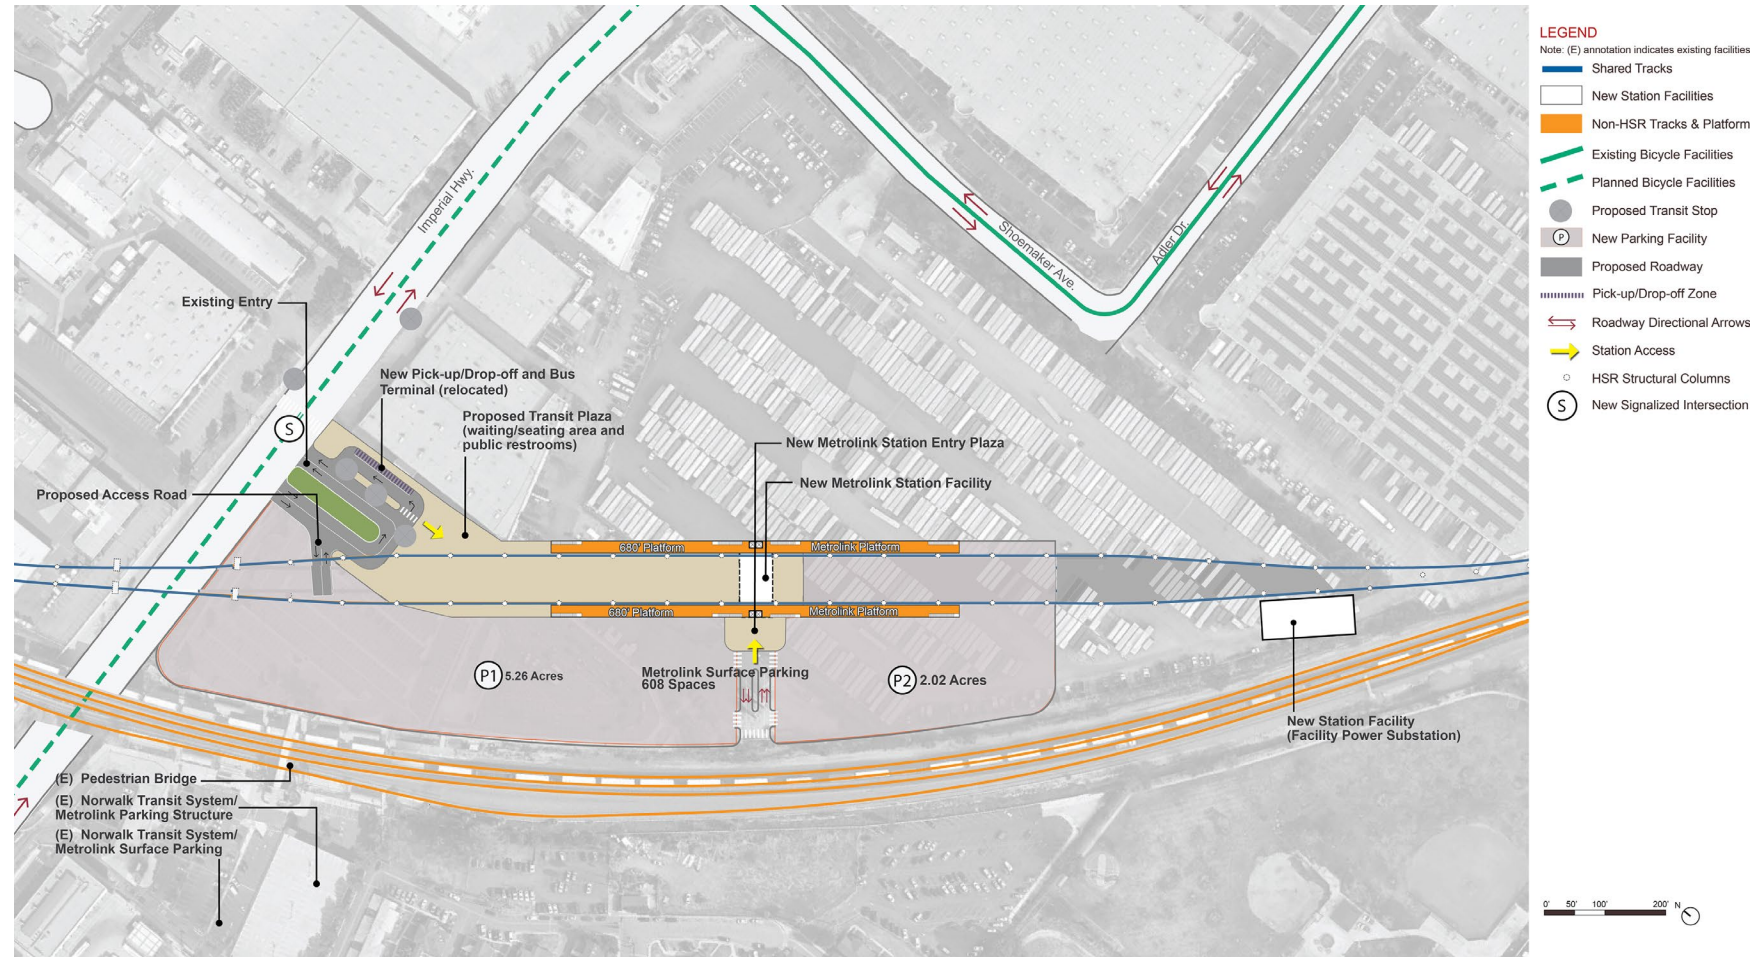 Imperial Hwy.
Shoemaker Ave.
Adler Dr.
Existing Entry
New Pick-up/Drop-off and Bus
Terminal (relocated)
Proposed Transit Plaza
(waiting/seating area and
public restrooms)
S
New Metrolink Station Entry Plaza
New Metrolink Station Facility
Proposed Access Road
680' Platform
Metrolink Platform
680' Platform
Metrolink Platform
P1 5.26 Acres
Metrolink Surface Parking
608 Spaces
P2 2.02 Acres
New Station Facility
(Facility Power Substation)
(E) Pedestrian Bridge
(E) Norwalk Transit System/
Metrolink Parking Structure
(E) Norwalk Transit System/
Metrolink Surface Parking
LEGEND
Note: (E) annotation indicates existing facilities
Shared Tracks
New Station Facilities
Non-HSR Tracks & Platform
Existing Bicycle Facilities
Planned Bicycle Facilities
Proposed Transit Stop
P New Parking Facility
Proposed Roadway
Pick-up/Drop-off Zone
Roadway Directional Arrows
Station Access
HSR Structural Columns
S New Signalized Intersection
0' 50' 100' 200' N